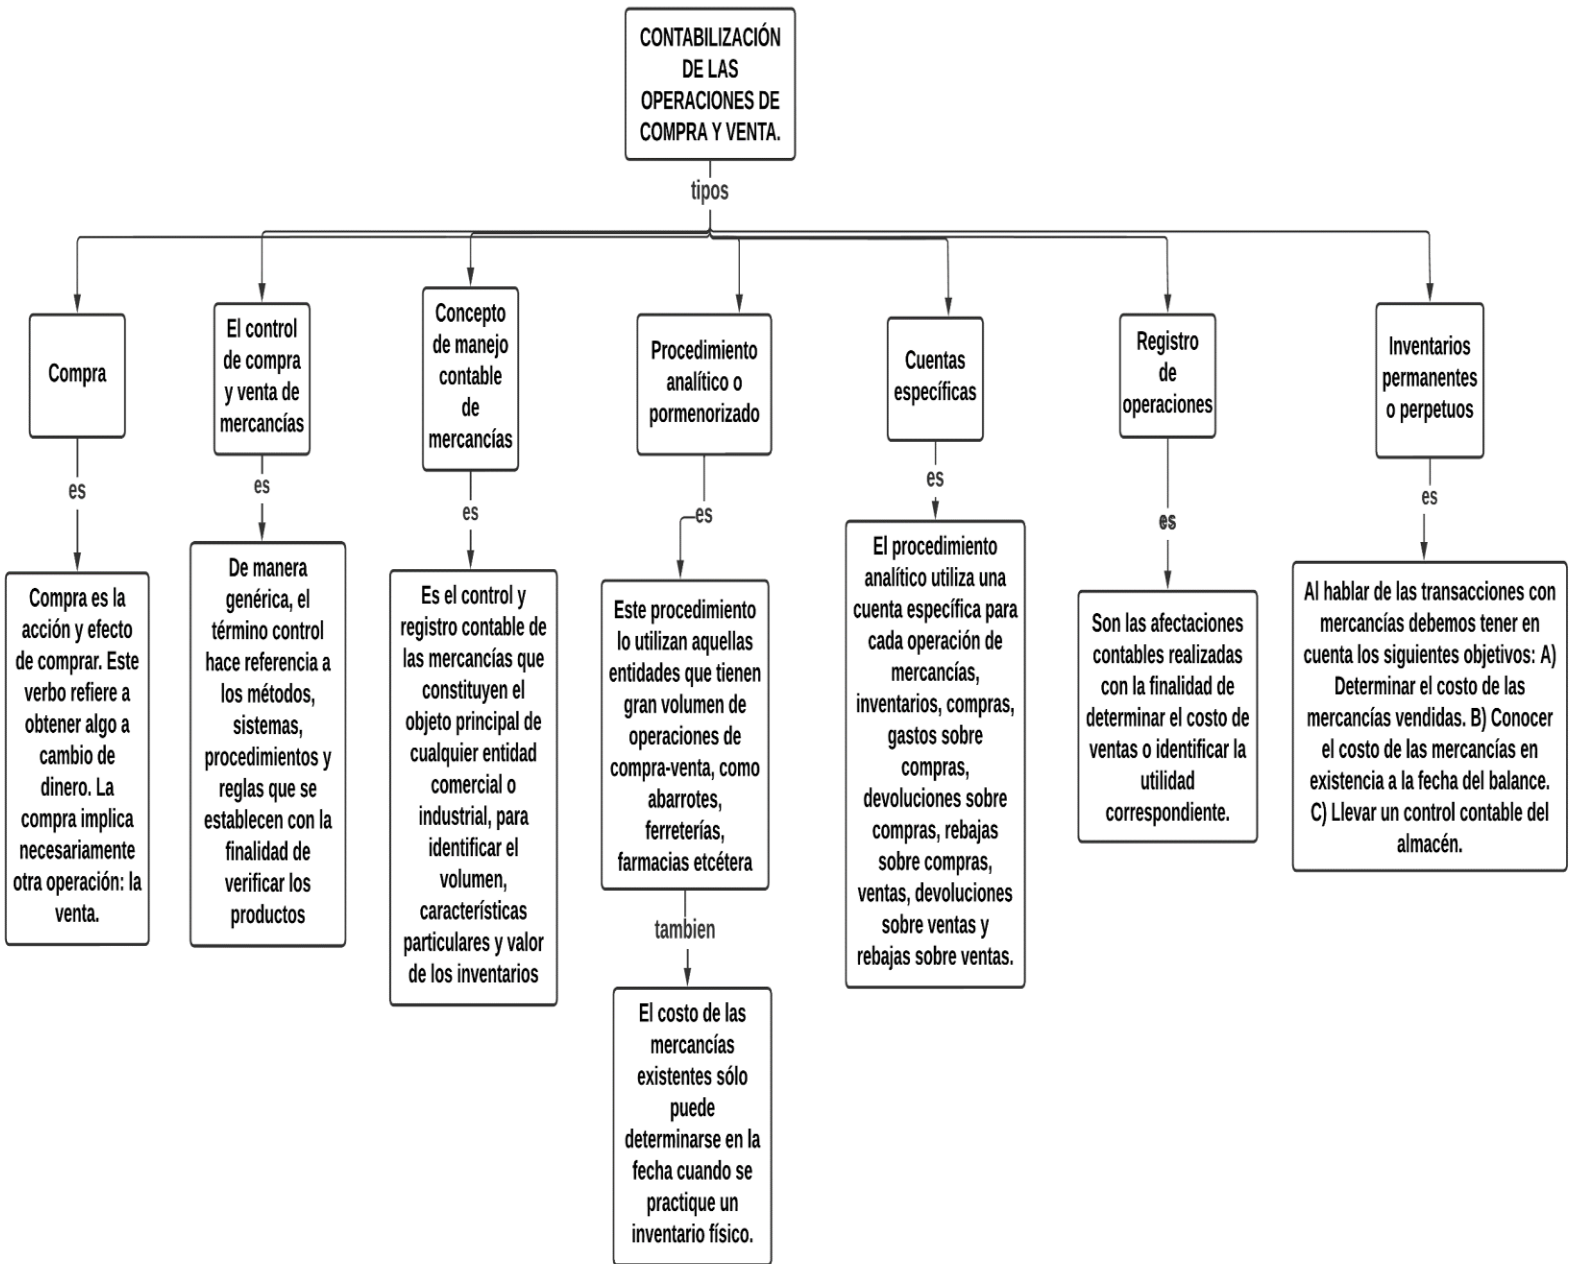 CONTABILIZACIÓN
DE LAS
OPERACIONES DE
COMPRA Y VENTA.
tipos
Compra
es
Compra es la
acción y efecto
de comprar. Este
verbo refiere a
obtener algo a
cambio de
dinero. La
compra implica
necesariamente
otra operación: la
venta.
El control
de compra
y venta de
mercancías
es
De manera
genérica, el
término control
hace referencia a
los métodos,
sistemas,
procedimientos y
reglas que se
establecen con la
finalidad de
verificar los
productos
Concepto
de manejo
contable
de
mercancías
es
Es el control y
registro contable de
las mercancías que
constituyen el
objeto principal de
cualquier entidad
comercial o
industrial, para
identificar el
volumen,
características
particulares y valor
de los inventarios
Procedimiento
analítico o
pormenorizado
es
Este procedimiento
lo utilizan aquellas
entidades que tienen
gran volumen de
operaciones de
compra-venta, como
abarrotes,
ferreterías,
farmacias etcétera
tambien
El costo de las
mercancías
existentes sólo
puede
determinarse en la
fecha cuando se
practique un
inventario físico.
Cuentas
específicas
es
El procedimiento
analítico utiliza una
cuenta específica para
cada operación de
mercancías,
inventarios, compras,
gastos sobre
compras,
devoluciones sobre
compras, rebajas
sobre compras,
ventas, devoluciones
sobre ventas y
rebajas sobre ventas.
Registro
de
operaciones
es
Son las afectaciones
contables realizadas
con la finalidad de
determinar el costo de
ventas o identificar la
utilidad
correspondiente.
Inventarios
permanentes
o perpetuos
es
Al hablar de las transacciones con
mercancías debemos tener en
cuenta los siguientes objetivos: A)
Determinar el costo de las
mercancías vendidas. B) Conocer
el costo de las mercancías en
existencia a la fecha del balance.
C) Llevar un control contable del
almacén.